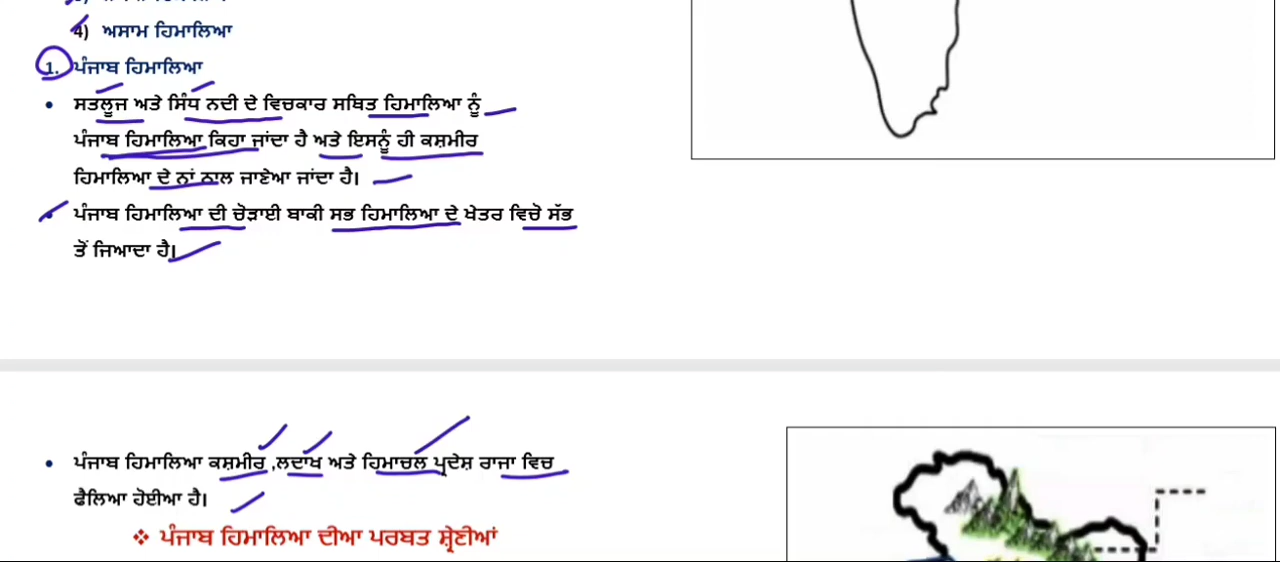 4) ਅਸਾਮ ਹਿਮਾਲਿਆ
1. ਪੰਜਾਬ ਹਿਮਾਲਿਆ
• ਸਤਲੂਜ ਅਤੇ ਸਿੰਧ ਨਦੀ ਦੇ ਵਿਚਕਾਰ ਸਥਿਤ ਹਿਮਾਲਿਆ ਨੂੰ
ਪੰਜਾਬ ਹਿਮਾਲਿਆ ਕਿਹਾ ਜਾਂਦਾ ਹੈ ਅਤੇ ਇਸਨੂੰ ਹੀ ਕਸ਼ਮੀਰ
ਹਿਮਾਲਿਆ ਦੇ ਨਾਂ ਨਾਲ ਜਾਣੇਆ ਜਾਂਦਾ ਹੈ।
• ਪੰਜਾਬ ਹਿਮਾਲਿਆ ਦੀ ਚੋੜਾਈ ਬਾਕੀ ਸਭ ਹਿਮਾਲਿਆ ਦੇ ਖੇਤਰ ਵਿਚੋ ਸੱਭ
ਤੋਂ ਜਿਆਦਾ ਹੈ।
• ਪੰਜਾਬ ਹਿਮਾਲਿਆ ਕਸ਼ਮੀਰ ,ਲਦਾਖ ਅਤੇ ਹਿਮਾਚਲ ਪ੍ਰਦੇਸ਼ ਰਾਜਾ ਵਿਚ
ਫੈਲਿਆ ਹੋਈਆ ਹੈ।
❖ ਪੰਜਾਬ ਹਿਮਾਲਿਆ ਦੀਆ ਪਰਬਤ ਸ਼੍ਰੇਣੀਆਂ